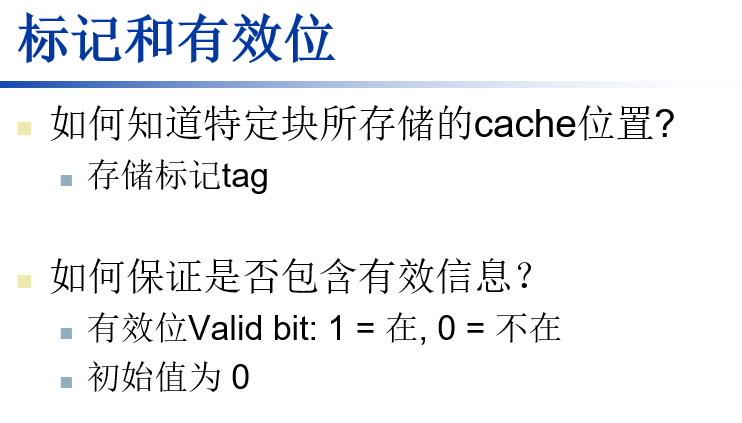 标记和有效位
如何知道特定块所存储的cache位置?
存储标记tag
如何保证是否包含有效信息？
有效位Valid bit: 1 = 在, 0 = 不在
初始值为 0